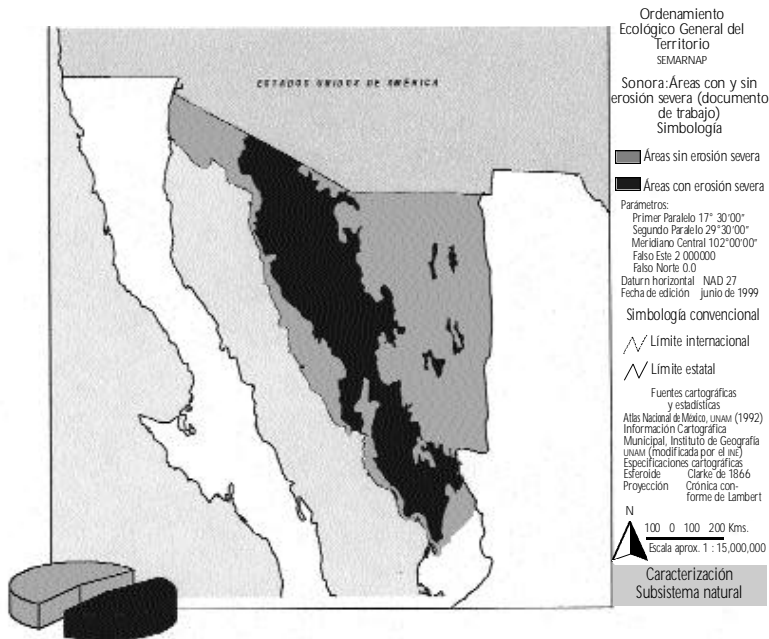 ESTADOS UNIDOS DE AMÉRICA
Ordenamiento
Ecológico General del
Territorio
SEMARNAP
Sonora:Áreas con y sin
erosión severa (documento
de trabajo)
Simbología
Áreas sin erosión severa
Áreas con erosión severa
Parámetros:
Primer Paralelo 17° 30'00"
Segundo Paralelo 29°30'00"
Meridiano Central 102°00'00"
Falso Este 2 000000
Falso Norte 0.0
Daturn horizontal NAD 27
Fecha de edición junio de 1999
Simbología convencional
Límite internacional
Límite estatal
Fuentes cartográficas
y estadísticas
Atlas Nacional de México, UNAM (1992)
Información Cartográfica
Municipal, Instituto de Geografía
UNAM (modificada por el INE)
Especificaciones cartográficas
Esferoide Clarke de 1866
Proyección Crónica con-
forme de Lambert
N
100 0 100 200 Kms.
Escala aprox. 1 : 15,000,000
Caracterización
Subsistema natural